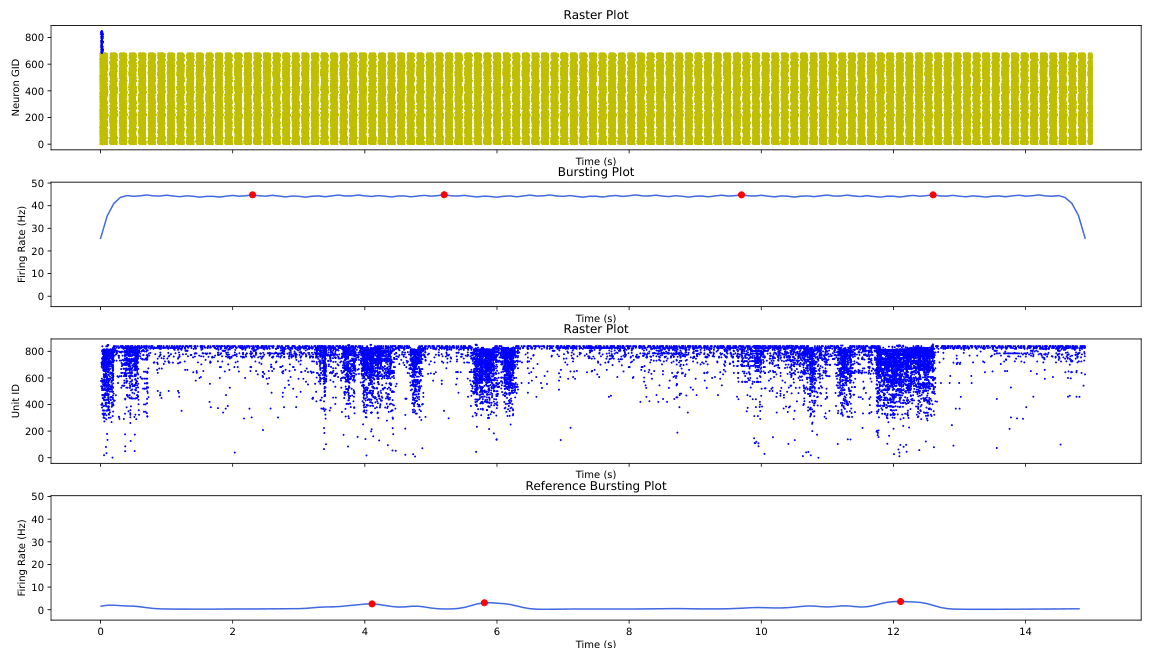 Raster Plot
Neuron GID
800
600
400
200
0
Time (s)
Bursting Plot
Firing Rate (Hz)
50
40
30
20
10
0
Time (s)
Raster Plot
Unit ID
800
600
400
200
0
Time (s)
Reference Bursting Plot
Firing Rate (Hz)
50
40
30
20
10
0
0 2 4 6 8 10 12 14
Time (s)